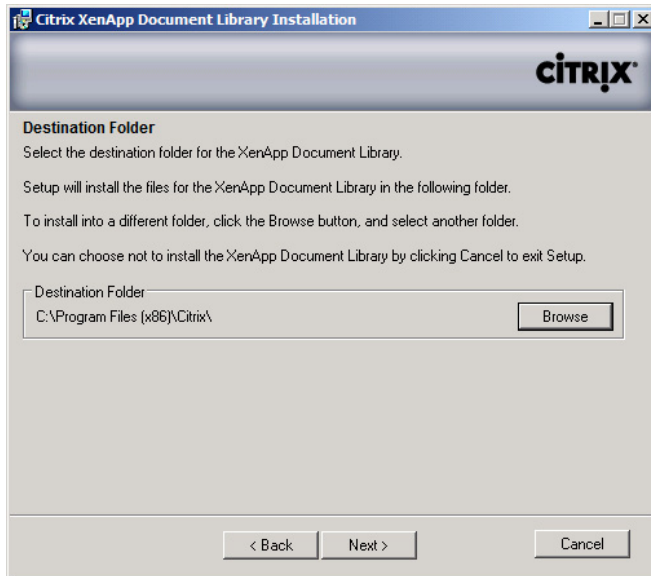 Citrix XenApp Document Library Installation
CITRIX
Destination Folder
Select the destination folder for the XenApp Document Library.
Setup will install the files for the XenApp Document Library in the following folder.
To install into a different folder, click the Browse button, and select another folder.
You can choose not to install the XenApp Document Library by clicking Cancel to exit Setup.
Destination Folder
C:\Program Files (x86)\Citrix\ Browse
< Back Next > Cancel